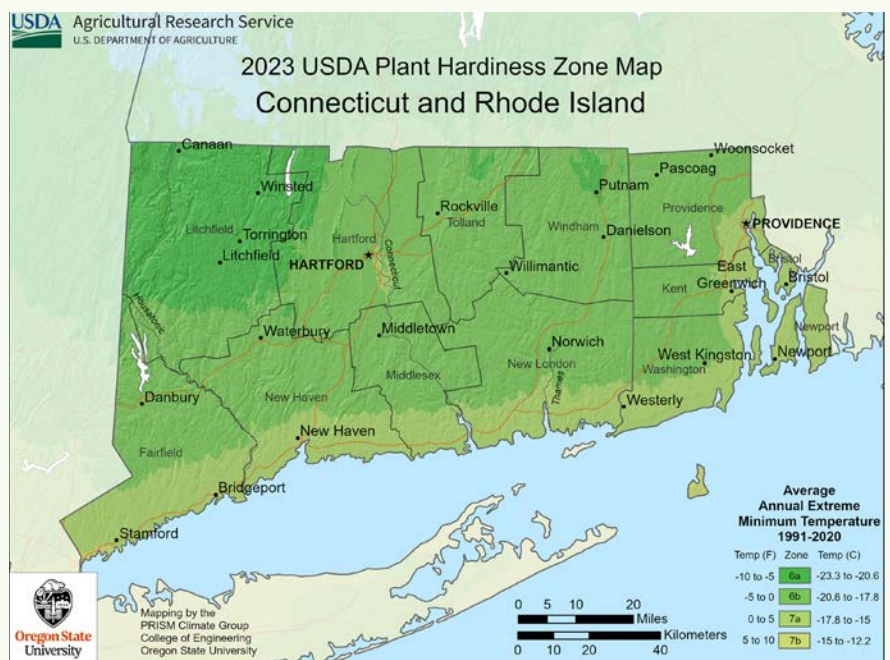 USDA
Agricultural Research Service
U.S. DEPARTMENT OF AGRICULTURE
2023 USDA Plant Hardiness Zone Map
Connecticut and Rhode Island
Canaan
Winsted
Litchfield
Torrington
Litchfield
Housatonic
Hartford
HARTFORD
Connecticut
Rockville
Tolland
Windham
Putnam
Danielson
Willimantic
Woonsocket
Pascoag
Providence
PROVIDENCE
Bristol
Bristol
East
Greenwich
Kent
Newport
Newport
West Kingston
Washington
Westerly
Waterbury
Middletown
Middlesex
Norwich
New London
Thames
Danbury
New Haven
New Haven
Fairfield
Bridgeport
Stamford
Average
Annual Extreme
Minimum Temperature
1991-2020
Temp (F) Zone Temp (C)
-10 to -5 6a -23.3 to -20.6
-5 to 0 6b -20.6 to -17.8
0 to 5 7a -17.8 to -15
5 to 10 7b -15 to -12.2
Oregon State
University
Mapping by the
PRISM Climate Group
College of Engineering
Oregon State University
0 5 10 20
Miles
Kilometers
0 10 20 40